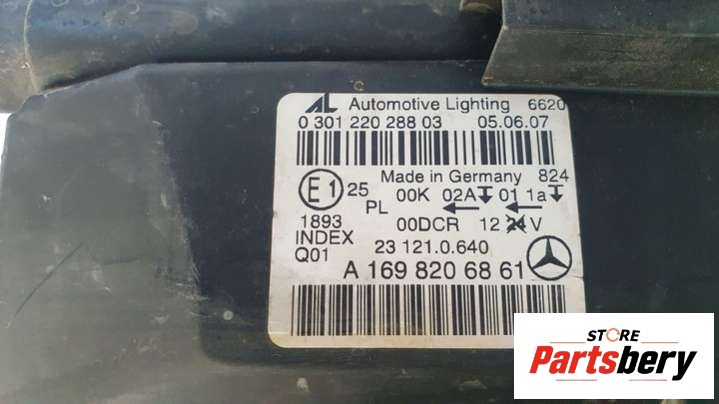 AL Automotive Lighting 6620
0 301 220 288 03 05.06.07
Made in Germany 824
E1 25 00K 02A 01 1a
PL
1893 00DCR 12 24 V
INDEX 23 121.0.640
Q01
A 169 820 68 61
STORE
Partsbery